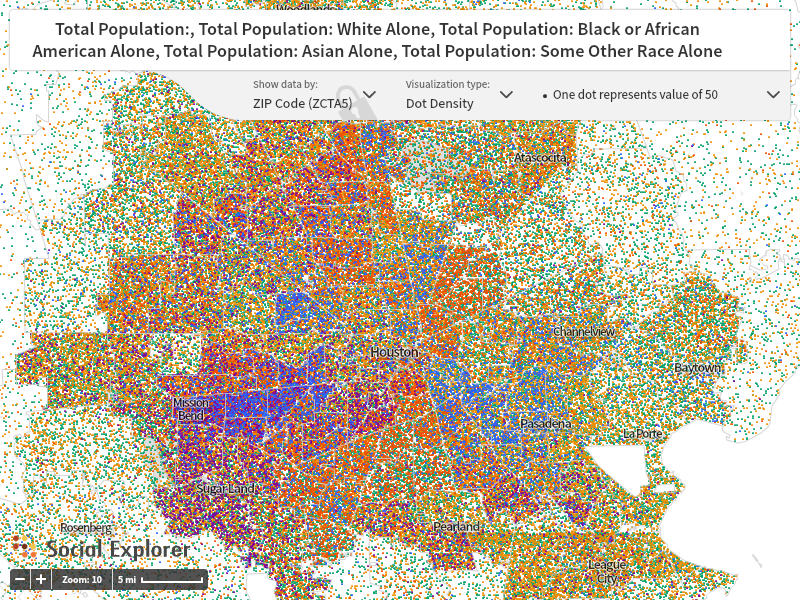 Woodlands
Total Population:, Total Population: White Alone, Total Population: Black or African
American Alone, Total Population: Asian Alone, Total Population: Some Other Race Alone
Show data by:
ZIP Code (ZCTA5)
Visualization type:
Dot Density
• One dot represents value of 50
Atascocita
Channelview
Houston
Baytown
Mission
Bend
Pasadena
La Porte
Sugar Land
Rosenberg
Pearland
Social Explorer
League
City
− + Zoom: 10 5 mi